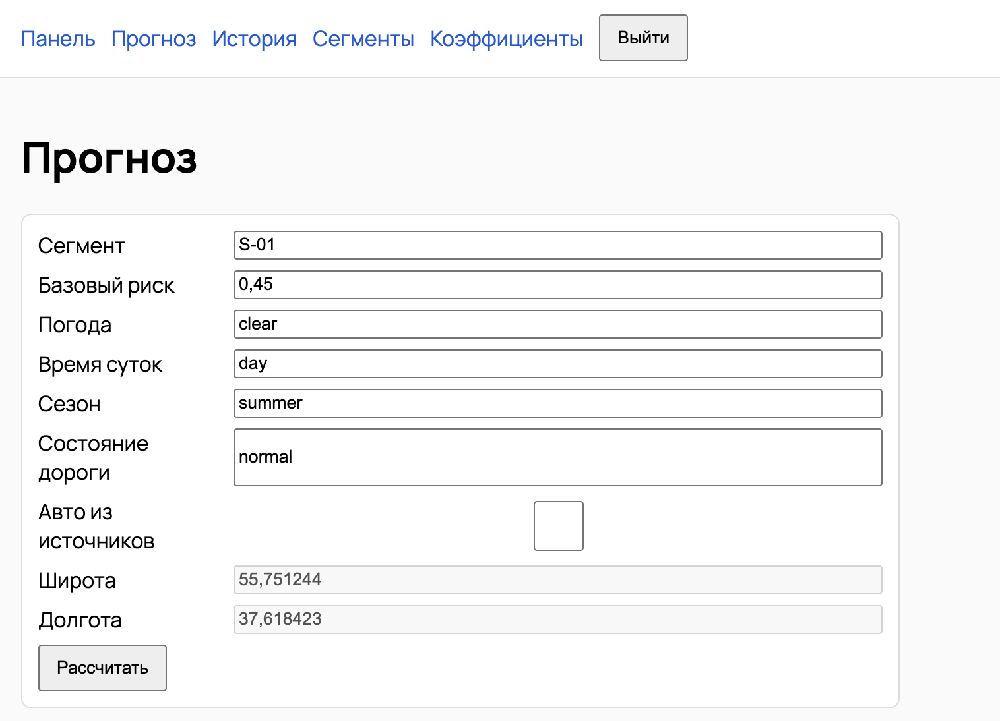 Панель Прогноз История Сегменты Коэффициенты Выйти
Прогноз
Сегмент S-01
Базовый риск 0,45
Погода clear
Время суток day
Сезон summer
Состояние
дороги normal
Авто из
источников
Широта 55,751244
Долгота 37,618423
Рассчитать